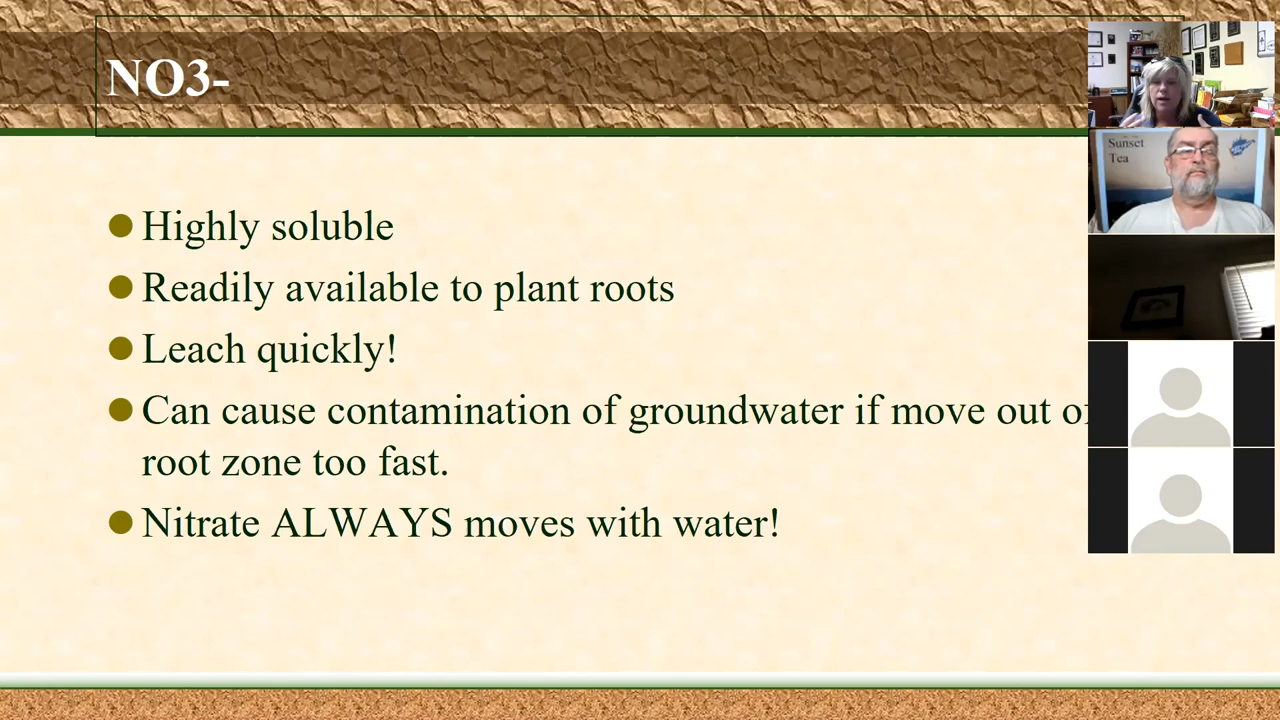 NO3-
Highly soluble
Readily available to plant roots
Leach quickly!
Can cause contamination of groundwater if move out of
root zone too fast.
Nitrate ALWAYS moves with water!
Sunset
Tea